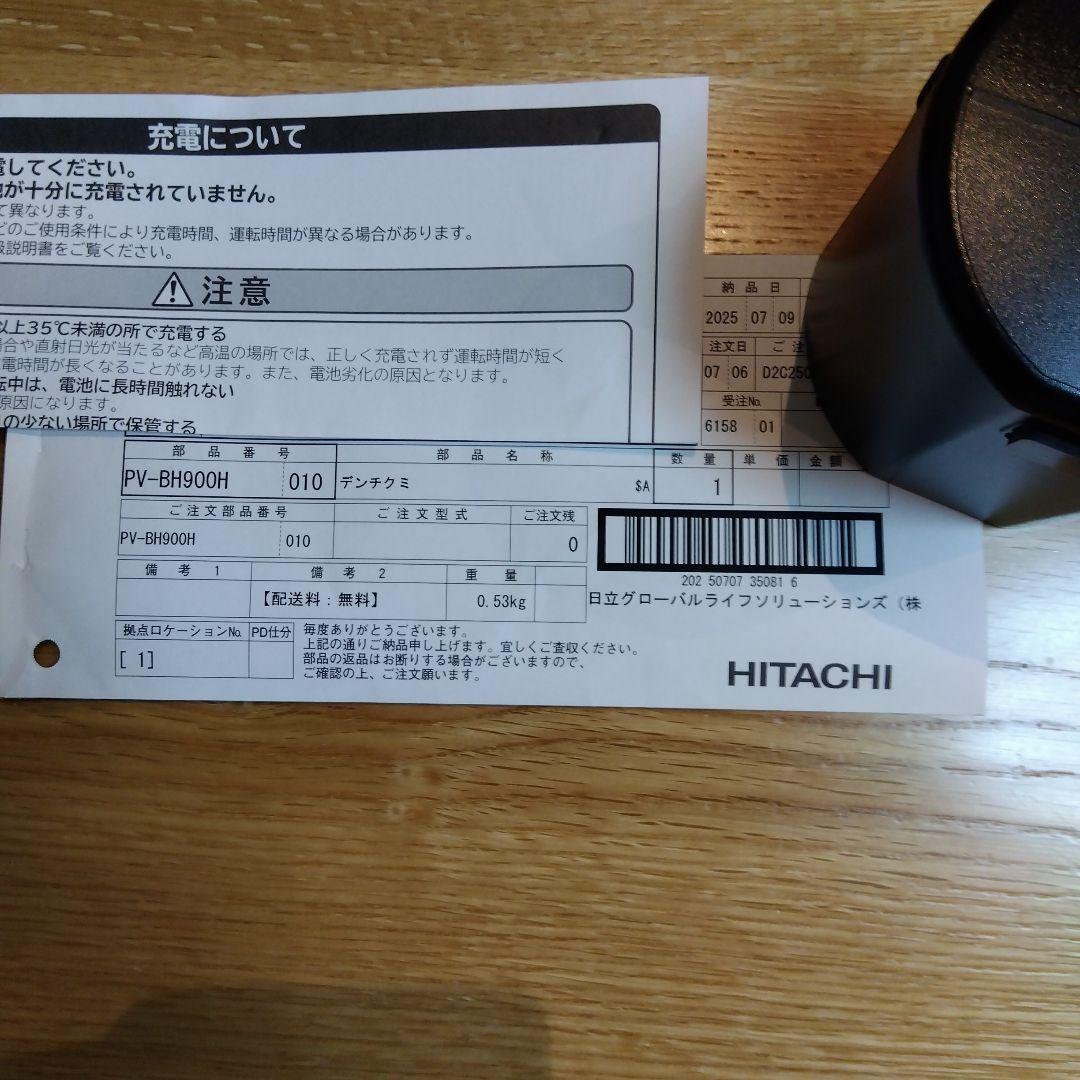 充電について
電してください。
が十分に充電されていません。
て異なります。
どのご使用条件により充電時間、運転時間が異なる場合があります。
扱説明書をご覧ください。
注意
以上35℃未満の所で充電する
場合や直射日光が当たるなど高温の場所では、正しく充電されず運転時間が短く
電時間が長くなることがあります。また、電池劣化の原因となります。
転中は、電池に長時間触れない
原因になります。
の少ない場所で保管する
納品日
2025 07 09
注文日 ご注
07 06 D2C250
受注No.
6158 01
部品番号 部品名称 数量 単価 金額
PV-BH900H 010 デンチクミ $A 1
ご注文部品番号 ご注文型式 ご注文残
PV-BH900H 010 0
備考1 備考2 重量
【配送料:無料】 0.53kg
202 50707 35081 6
日立グローバルライフソリューションズ(株
拠点ロケーションNo. PD仕分
[ 1]
毎度ありがとうございます。
上記の通りご納品申し上げます。宜しくご査収ください。
部品の返品はお断りする場合がございますので、
ご確認の上、ご注文願います。
HITACHI